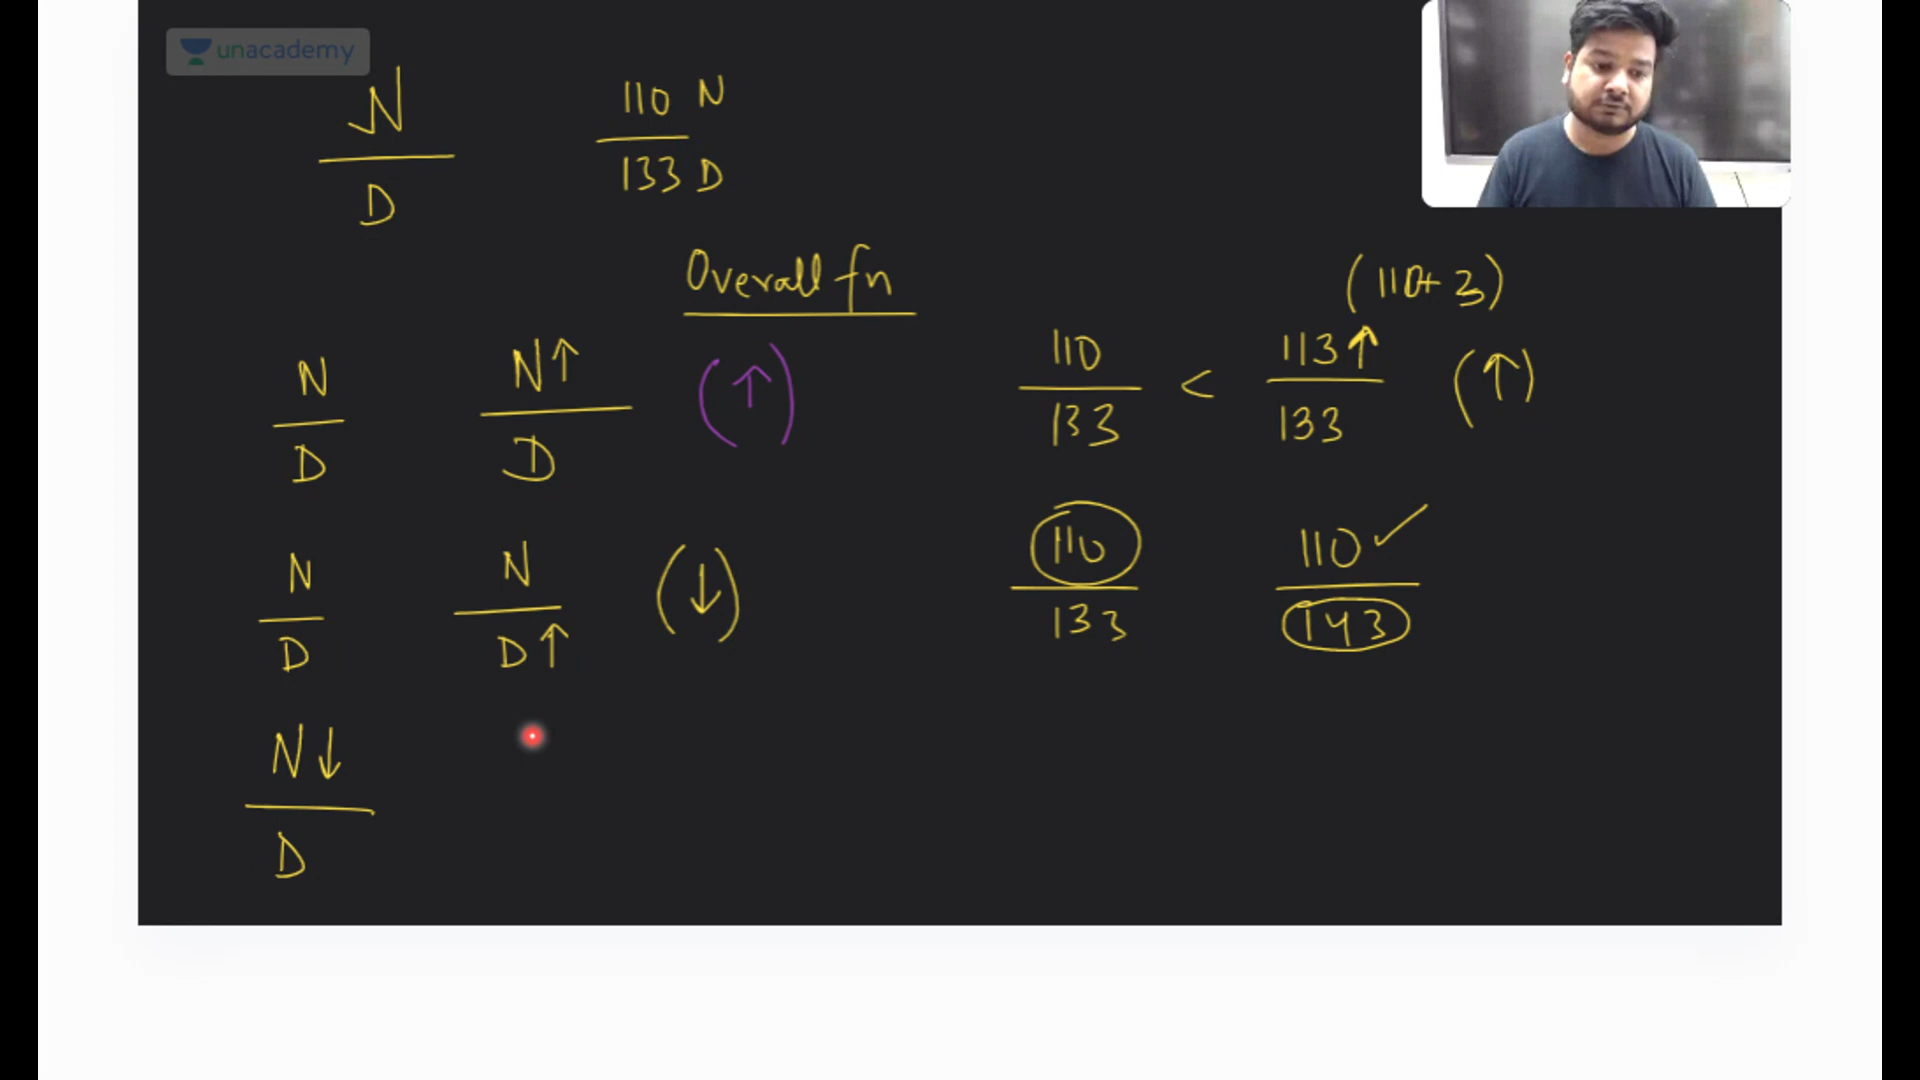 unacademy
N 110 N
D 133 D
Overall fn
(110+ 3)
N N↑ (↑) 110 < 113↑ (↑)
D D 133 133
N N (↓) 110 110 ✓
D D↑ 133 143
N↓
D